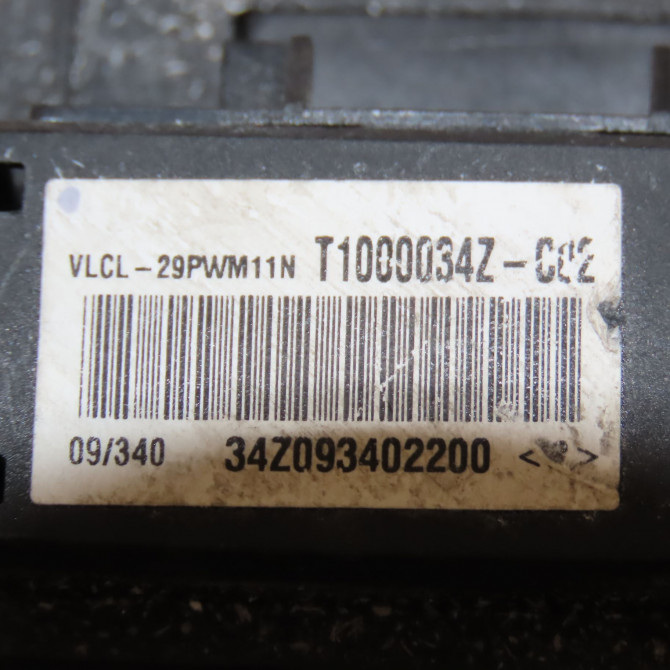 VLCL-29PWM11N T1000034Z-C02
09/340 34Z093402200 < >